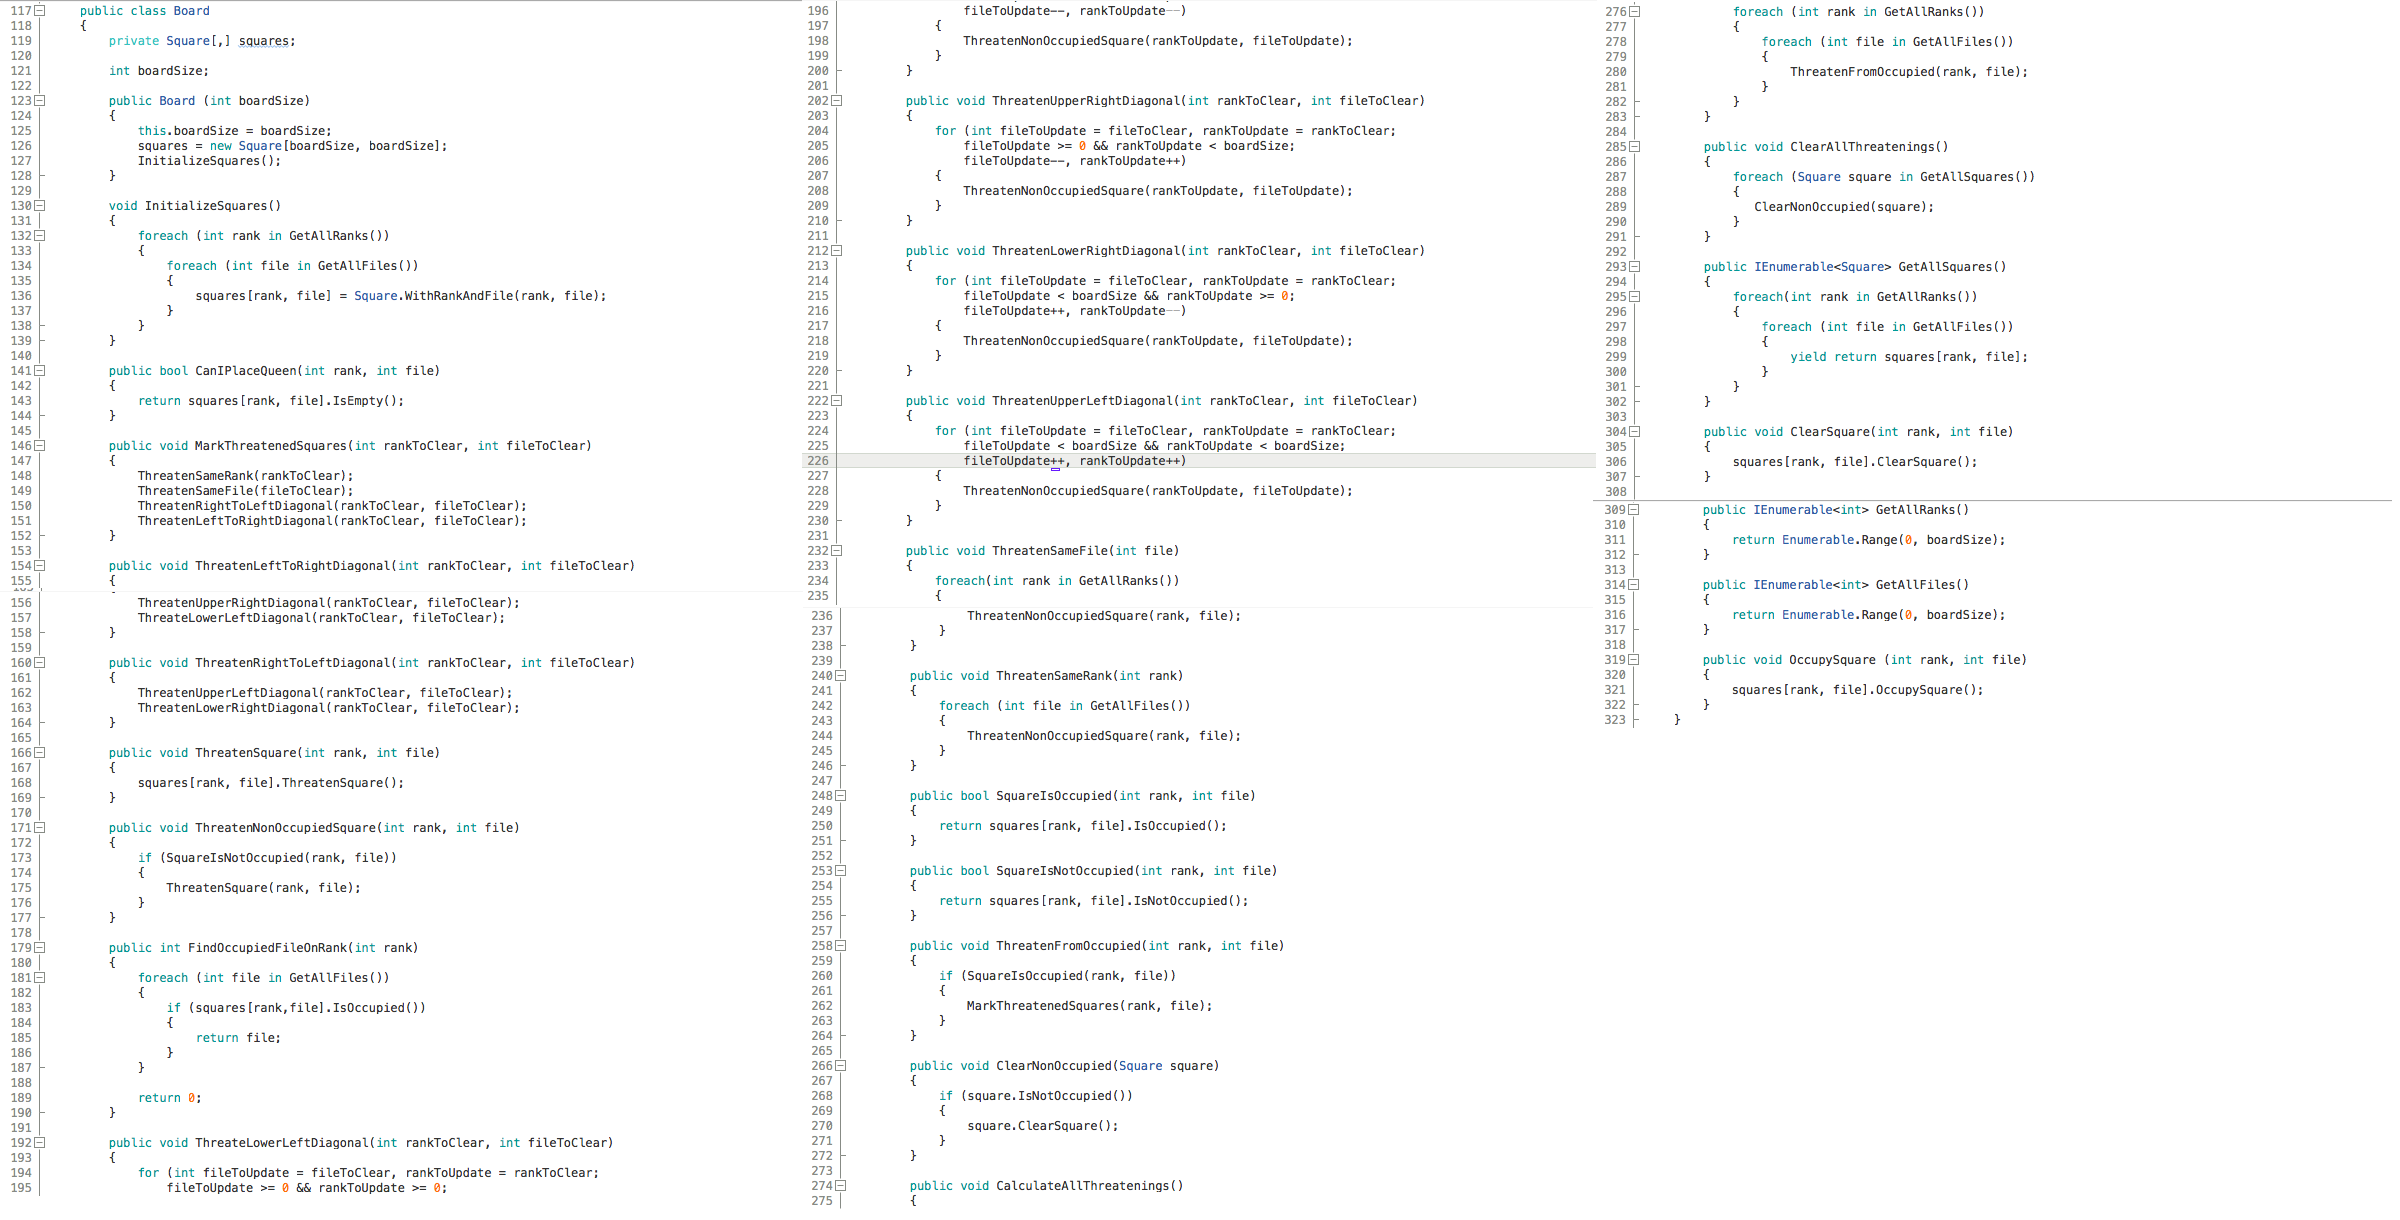 117 public class Board
118 {
119 private Square[,] squares;
120
121 int boardSize;
122
123 public Board (int boardSize)
124 {
125 this.boardSize = boardSize;
126 squares = new Square[boardSize, boardSize];
127 InitializeSquares();
128 }
129
130 void InitializeSquares()
131 {
132 foreach (int rank in GetAllRanks())
133 {
134 foreach (int file in GetAllFiles())
135 {
136 squares[rank, file] = Square.WithRankAndFile(rank, file);
137 }
138 }
139 }
140
141 public bool CanIPlaceQueen(int rank, int file)
142 {
143 return squares[rank, file].IsEmpty();
144 }
145
146 public void MarkThreatenedSquares(int rankToClear, int fileToClear)
147 {
148 ThreatenSameRank(rankToClear);
149 ThreatenSameFile(fileToClear);
150 ThreatenRightToLeftDiagonal(rankToClear, fileToClear);
151 ThreatenLeftToRightDiagonal(rankToClear, fileToClear);
152 }
153
154 public void ThreatenLeftToRightDiagonal(int rankToClear, int fileToClear)
155 {
156 ThreatenUpperRightDiagonal(rankToClear, fileToClear);
157 ThreateLowerLeftDiagonal(rankToClear, fileToClear);
158 }
159
160 public void ThreatenRightToLeftDiagonal(int rankToClear, int fileToClear)
161 {
162 ThreatenUpperLeftDiagonal(rankToClear, fileToClear);
163 ThreatenLowerRightDiagonal(rankToClear, fileToClear);
164 }
165
166 public void ThreatenSquare(int rank, int file)
167 {
168 squares[rank, file].ThreatenSquare();
169 }
170
171 public void ThreatenNonOccupiedSquare(int rank, int file)
172 {
173 if (SquareIsNotOccupied(rank, file))
174 {
175 ThreatenSquare(rank, file);
176 }
177 }
178
179 public int FindOccupiedFileOnRank(int rank)
180 {
181 foreach (int file in GetAllFiles())
182 {
183 if (squares[rank,file].IsOccupied())
184 {
185 return file;
186 }
187 }
188
189 return 0;
190 }
191
192 public void ThreateLowerLeftDiagonal(int rankToClear, int fileToClear)
193 {
194 for (int fileToUpdate = fileToClear, rankToUpdate = rankToClear;
195 fileToUpdate >= 0 && rankToUpdate >= 0;
196 fileToUpdate--, rankToUpdate--)
197 {
198 ThreatenNonOccupiedSquare(rankToUpdate, fileToUpdate);
199 }
200 }
201
202 public void ThreatenUpperRightDiagonal(int rankToClear, int fileToClear)
203 {
204 for (int fileToUpdate = fileToClear, rankToUpdate = rankToClear;
205 fileToUpdate >= 0 && rankToUpdate < boardSize;
206 fileToUpdate--, rankToUpdate++)
207 {
208 ThreatenNonOccupiedSquare(rankToUpdate, fileToUpdate);
209 }
210 }
211
212 public void ThreatenLowerRightDiagonal(int rankToClear, int fileToClear)
213 {
214 for (int fileToUpdate = fileToClear, rankToUpdate = rankToClear;
215 fileToUpdate < boardSize && rankToUpdate >= 0;
216 fileToUpdate++, rankToUpdate--)
217 {
218 ThreatenNonOccupiedSquare(rankToUpdate, fileToUpdate);
219 }
220 }
221
222 public void ThreatenUpperLeftDiagonal(int rankToClear, int fileToClear)
223 {
224 for (int fileToUpdate = fileToClear, rankToUpdate = rankToClear;
225 fileToUpdate < boardSize && rankToUpdate < boardSize;
226 fileToUpdate++, rankToUpdate++)
227 {
228 ThreatenNonOccupiedSquare(rankToUpdate, fileToUpdate);
229 }
230 }
231
232 public void ThreatenSameFile(int file)
233 {
234 foreach(int rank in GetAllRanks())
235 {
236 ThreatenNonOccupiedSquare(rank, file);
237 }
238 }
239
240 public void ThreatenSameRank(int rank)
241 {
242 foreach (int file in GetAllFiles())
243 {
244 ThreatenNonOccupiedSquare(rank, file);
245 }
246 }
247
248 public bool SquareIsOccupied(int rank, int file)
249 {
250 return squares[rank, file].IsOccupied();
251 }
252
253 public bool SquareIsNotOccupied(int rank, int file)
254 {
255 return squares[rank, file].IsNotOccupied();
256 }
257
258 public void ThreatenFromOccupied(int rank, int file)
259 {
260 if (SquareIsOccupied(rank, file))
261 {
262 MarkThreatenedSquares(rank, file);
263 }
264 }
265
266 public void ClearNonOccupied(Square square)
267 {
268 if (square.IsNotOccupied())
269 {
270 square.ClearSquare();
271 }
272 }
273
274 public void CalculateAllThreatenings()
275 {
276 foreach (int rank in GetAllRanks())
277 {
278 foreach (int file in GetAllFiles())
279 {
280 ThreatenFromOccupied(rank, file);
281 }
282 }
283 }
284
285 public void ClearAllThreatenings()
286 {
287 foreach (Square square in GetAllSquares())
288 {
289 ClearNonOccupied(square);
290 }
291 }
292
293 public IEnumerable<Square> GetAllSquares()
294 {
295 foreach(int rank in GetAllRanks())
296 {
297 foreach (int file in GetAllFiles())
298 {
299 yield return squares[rank, file];
300 }
301 }
302 }
303
304 public void ClearSquare(int rank, int file)
305 {
306 squares[rank, file].ClearSquare();
307 }
308
309 public IEnumerable<int> GetAllRanks()
310 {
311 return Enumerable.Range(0, boardSize);
312 }
313
314 public IEnumerable<int> GetAllFiles()
315 {
316 return Enumerable.Range(0, boardSize);
317 }
318
319 public void OccupySquare (int rank, int file)
320 {
321 squares[rank, file].OccupySquare();
322 }
323 }